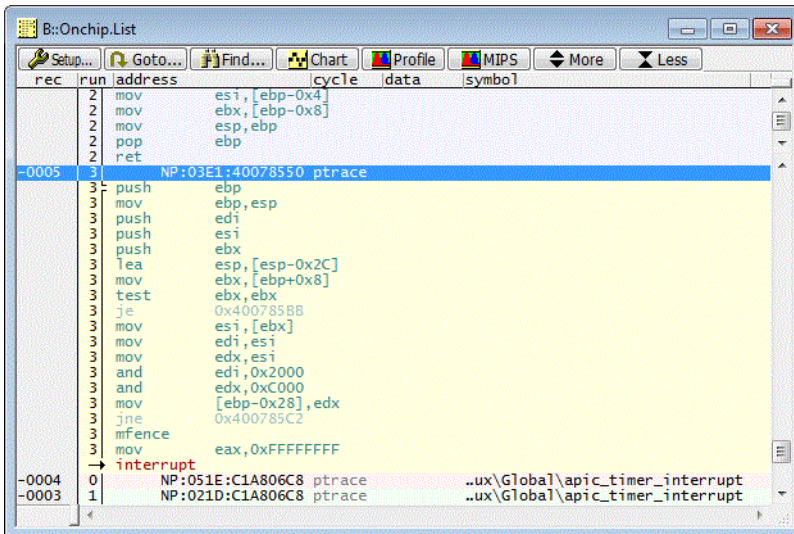 B::Onchip.List
Setup... Goto... Find... Chart Profile MIPS More Less
rec run address cycle data symbol
2 mov esi,[ebp-0x4]
2 mov ebx,[ebp-0x8]
2 mov esp,ebp
2 pop ebp
2 ret
-0005 3 NP:03E1:40078550 ptrace
3 push ebp
3 mov ebp,esp
3 push edi
3 push esi
3 push ebx
3 lea esp,[esp-0x2C]
3 mov ebx,[ebp+0x8]
3 test ebx,ebx
3 je 0x400785BB
3 mov esi,[ebx]
3 mov edi,esi
3 mov edx,esi
3 and edi,0x2000
3 and edx,0xC000
3 mov [ebp-0x28],edx
3 jne 0x400785C2
3 mfence
3 mov eax,0xFFFFFFFF
interrupt
-0004 0 NP:051E:C1A806C8 ptrace ..ux\Global\apic_timer_interrupt
-0003 1 NP:021D:C1A806C8 ptrace ..ux\Global\apic_timer_interrupt